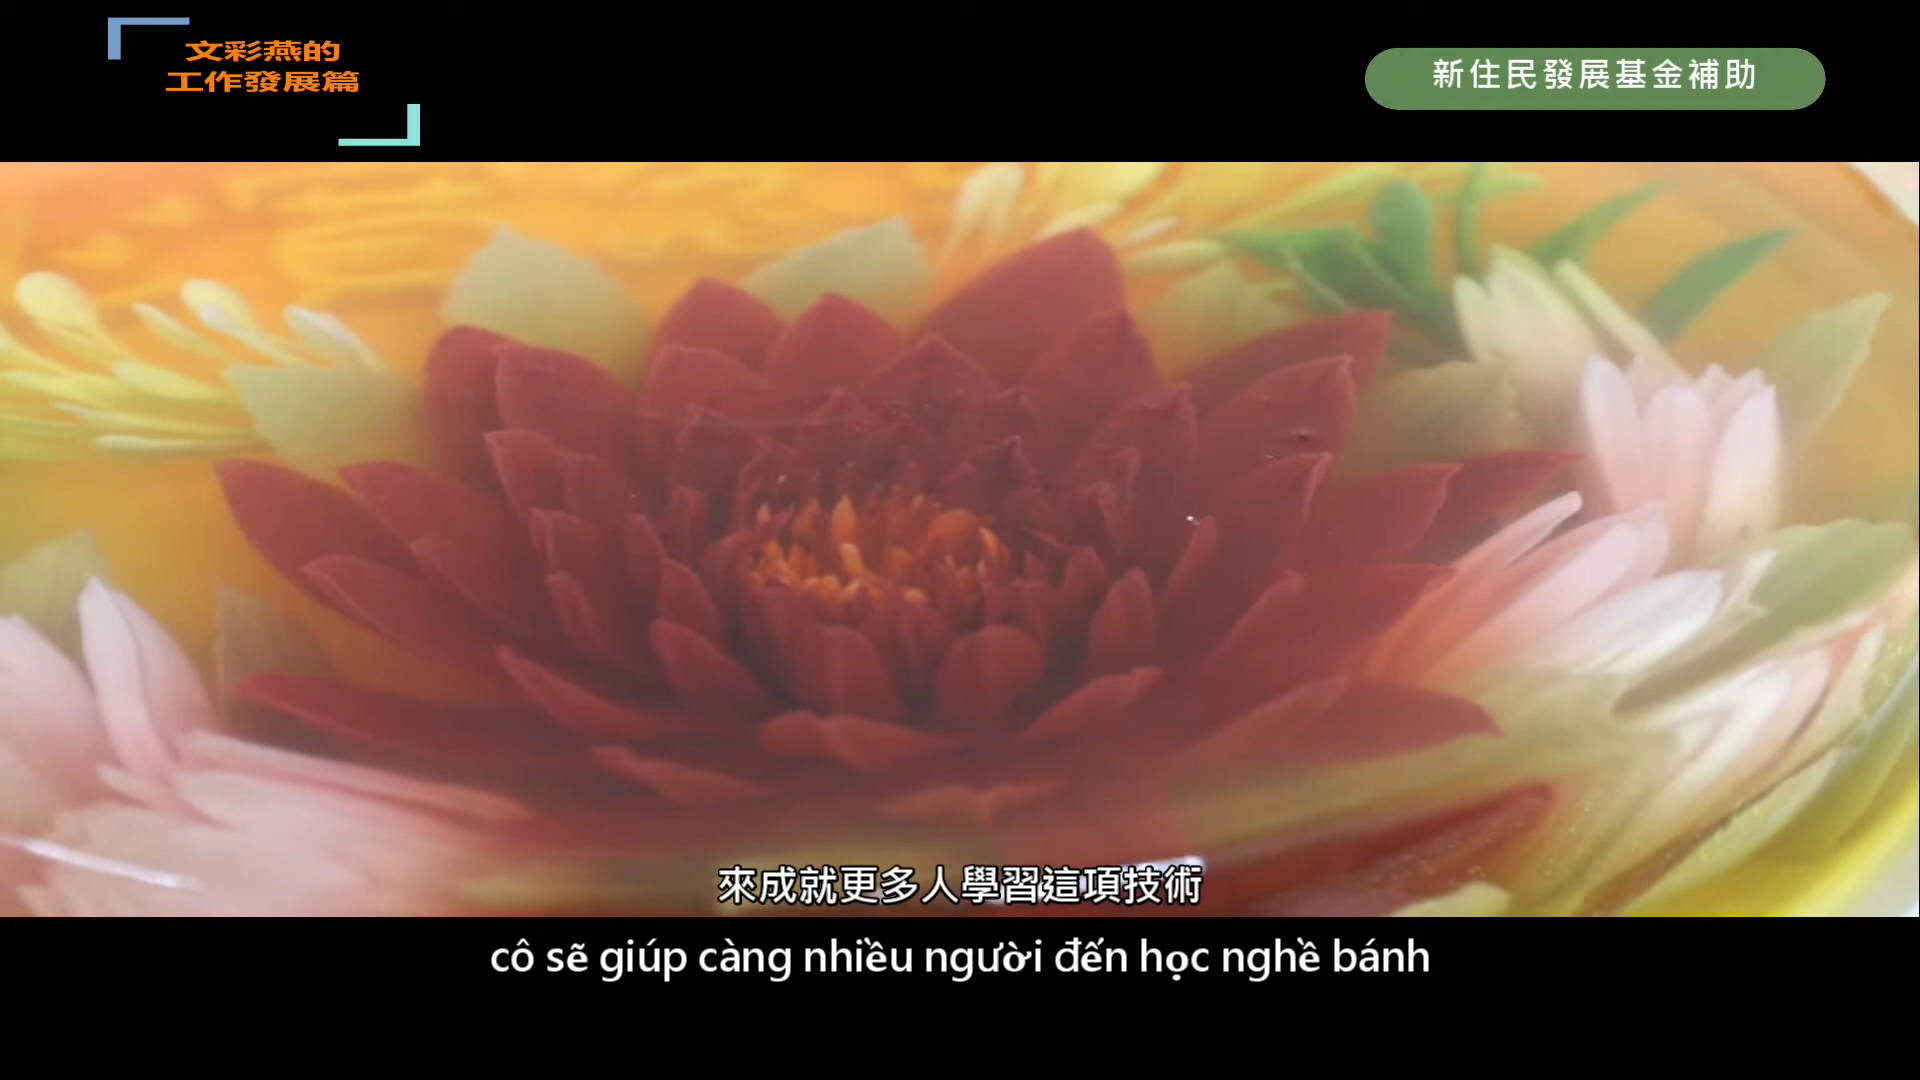 文彩燕的
工作發展篇
新住民發展基金補助
來成就更多人學習這項技術
cô sẽ giúp càng nhiều người đến học nghề bánh